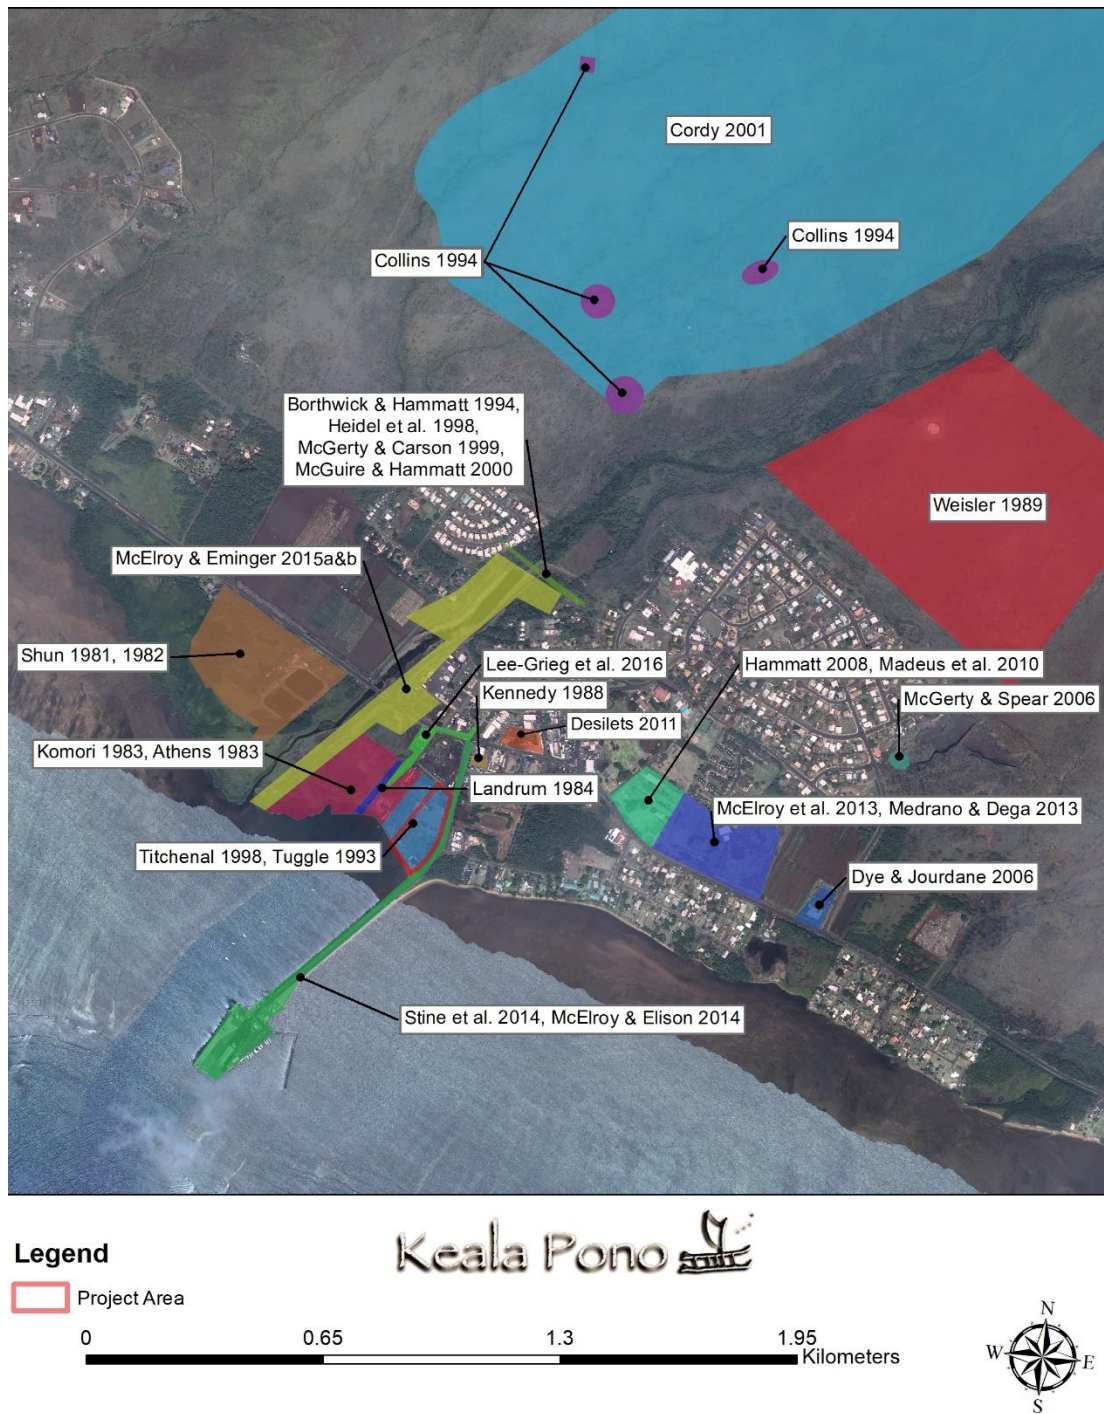 Cordy 2001
Collins 1994
Collins 1994
Borthwick & Hammatt 1994,
Heidel et al. 1998,
McGerty & Carson 1999,
McGuire & Hammatt 2000
Weisler 1989
McElroy & Eminger 2015a&b
Shun 1981, 1982
Lee-Grieg et al. 2016
Hammatt 2008, Madeus et al. 2010
Kennedy 1988
McGerty & Spear 2006
Desilets 2011
Komori 1983, Athens 1983
Landrum 1984
McElroy et al. 2013, Medrano & Dega 2013
Titchenal 1998, Tuggle 1993
Dye & Jourdane 2006
Stine et al. 2014, McElroy & Elison 2014
Keala Pono
Legend
Project Area
0 0.65 1.3 1.95
Kilometers
N
W E
S